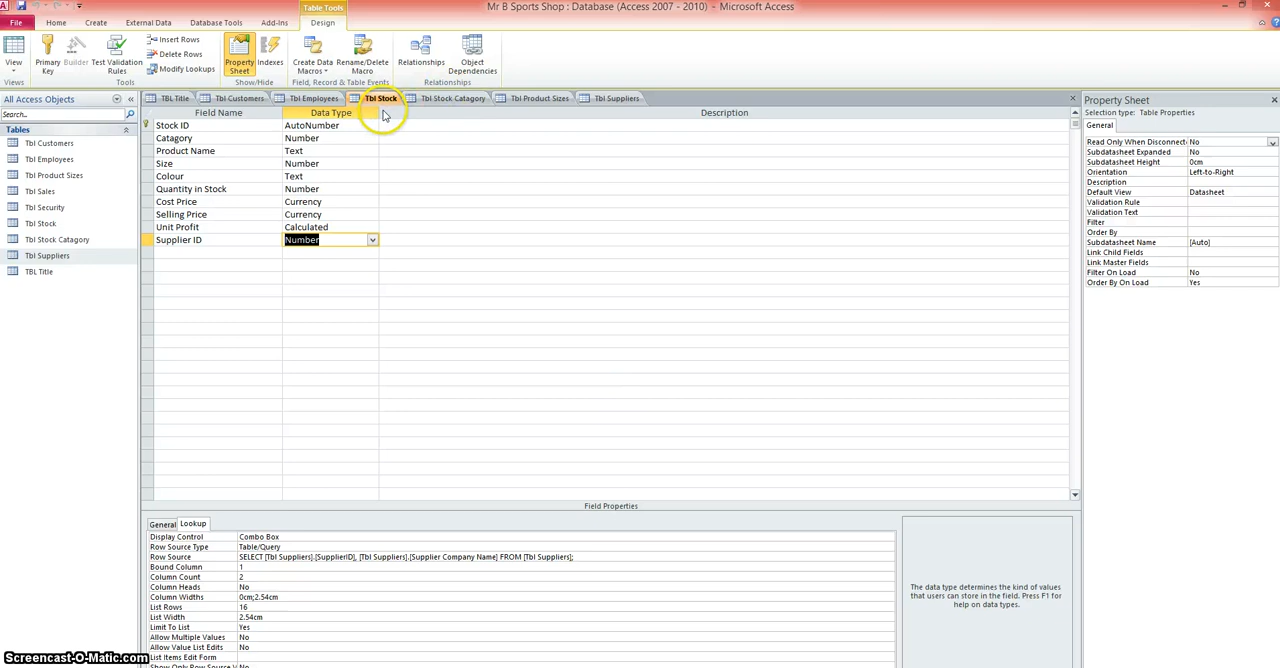 Table Tools
Mr B Sports Shop : Database (Access 2007 - 2010) - Microsoft Access
File Home Create External Data Database Tools Add-Ins Design
View
Primary Key
Builder
Test Validation Rules
Insert Rows
Delete Rows
Modify Lookups
Property Sheet
Indexes
Create Data Macros
Rename/Delete Macro
Relationships
Object Dependencies
Views
Tools
Show/Hide
Field, Record & Table Events
Relationships
All Access Objects
Search...
Tables
Tbl Customers
Tbl Employees
Tbl Product Sizes
Tbl Sales
Tbl Security
Tbl Stock
Tbl Stock Catagory
Tbl Suppliers
TBL Title
TBL Title Tbl Customers Tbl Employees Tbl Stock Tbl Stock Catagory Tbl Product Sizes Tbl Suppliers
Field Name Data Type Description
Stock ID AutoNumber
Catagory Number
Product Name Text
Size Number
Colour Text
Quantity in Stock Number
Cost Price Currency
Selling Price Currency
Unit Profit Calculated
Supplier ID Number
Field Properties
General Lookup
Display Control Combo Box
Row Source Type Table/Query
Row Source SELECT [Tbl Suppliers].[SupplierID], [Tbl Suppliers].[Supplier Company Name] FROM [Tbl Suppliers];
Bound Column 1
Column Count 2
Column Heads No
Column Widths 0cm;2.54cm
List Rows 16
List Width 2.54cm
Limit To List Yes
Allow Multiple Values No
Allow Value List Edits No
List Items Edit Form
Show Only Row Source V No
The data type determines the kind of values
that users can store in the field. Press F1 for
help on data types.
Property Sheet
Selection type: Table Properties
General
Read Only When Disconnect No
Subdatasheet Expanded No
Subdatasheet Height 0cm
Orientation Left-to-Right
Description
Default View Datasheet
Validation Rule
Validation Text
Filter
Order By
Subdatasheet Name [Auto]
Link Child Fields
Link Master Fields
Filter On Load No
Order By On Load Yes
Screencast-O-Matic.com